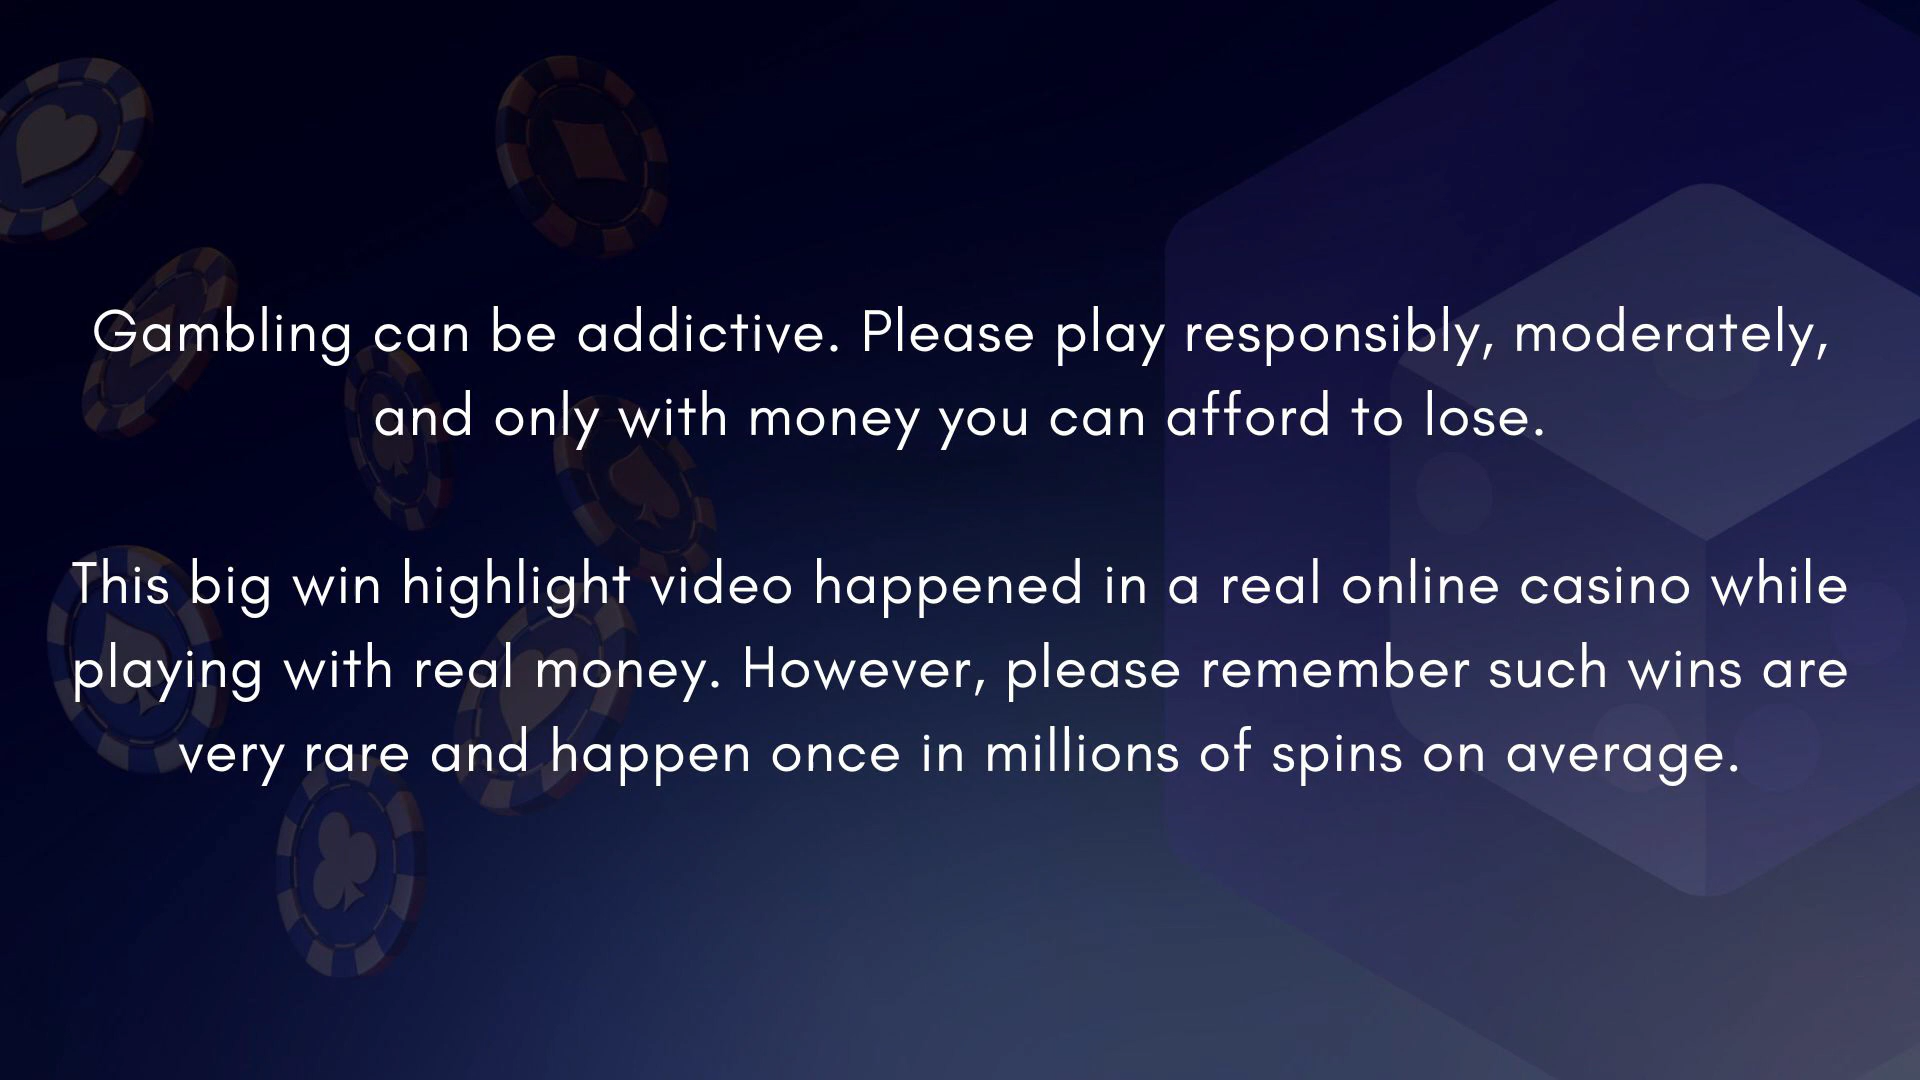 Gambling can be addictive. Please play responsibly, moderately,
and only with money you can afford to lose.
This big win highlight video happened in a real online casino while
playing with real money. However, please remember such wins are
very rare and happen once in millions of spins on average.